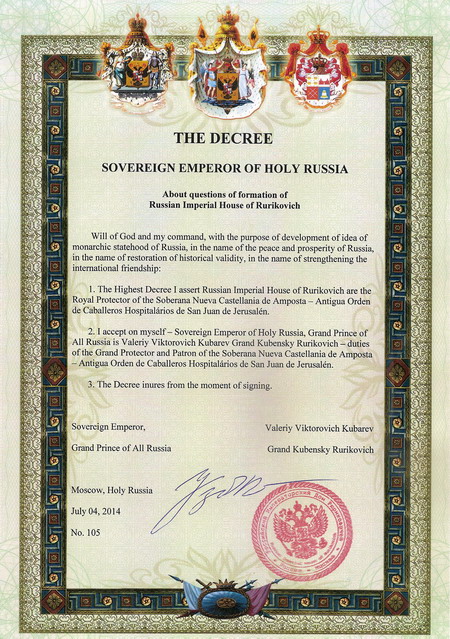 THE DECREE
SOVEREIGN EMPEROR OF HOLY RUSSIA
About questions of formation of
Russian Imperial House of Rurikovich
Will of God and my command, with the purpose of development of idea of
monarchic statehood of Russia, in the name of the peace and prosperity of Russia,
in the name of restoration of historical validity, in the name of strengthening the
international friendship:
1. The Highest Decree I assert Russian Imperial House of Rurikovich are the
Royal Protector of the Soberana Nueva Castellania de Amposta – Antigua Orden
de Caballeros Hospitalários de San Juan de Jerusalén.
2. I accept on myself – Sovereign Emperor of Holy Russia, Grand Prince of
All Russia is Valeriy Viktorovich Kubarev Grand Kubensky Rurikovich – duties
of the Grand Protector and Patron of the Soberana Nueva Castellania de Amposta
– Antigua Orden de Caballeros Hospitalários de San Juan de Jerusalén.
3. The Decree inures from the moment of signing.
Sovereign Emperor,
Grand Prince of All Russia
Valeriy Viktorovich Kubarev
Grand Kubensky Rurikovich
Moscow, Holy Russia
July 04, 2014
No. 105